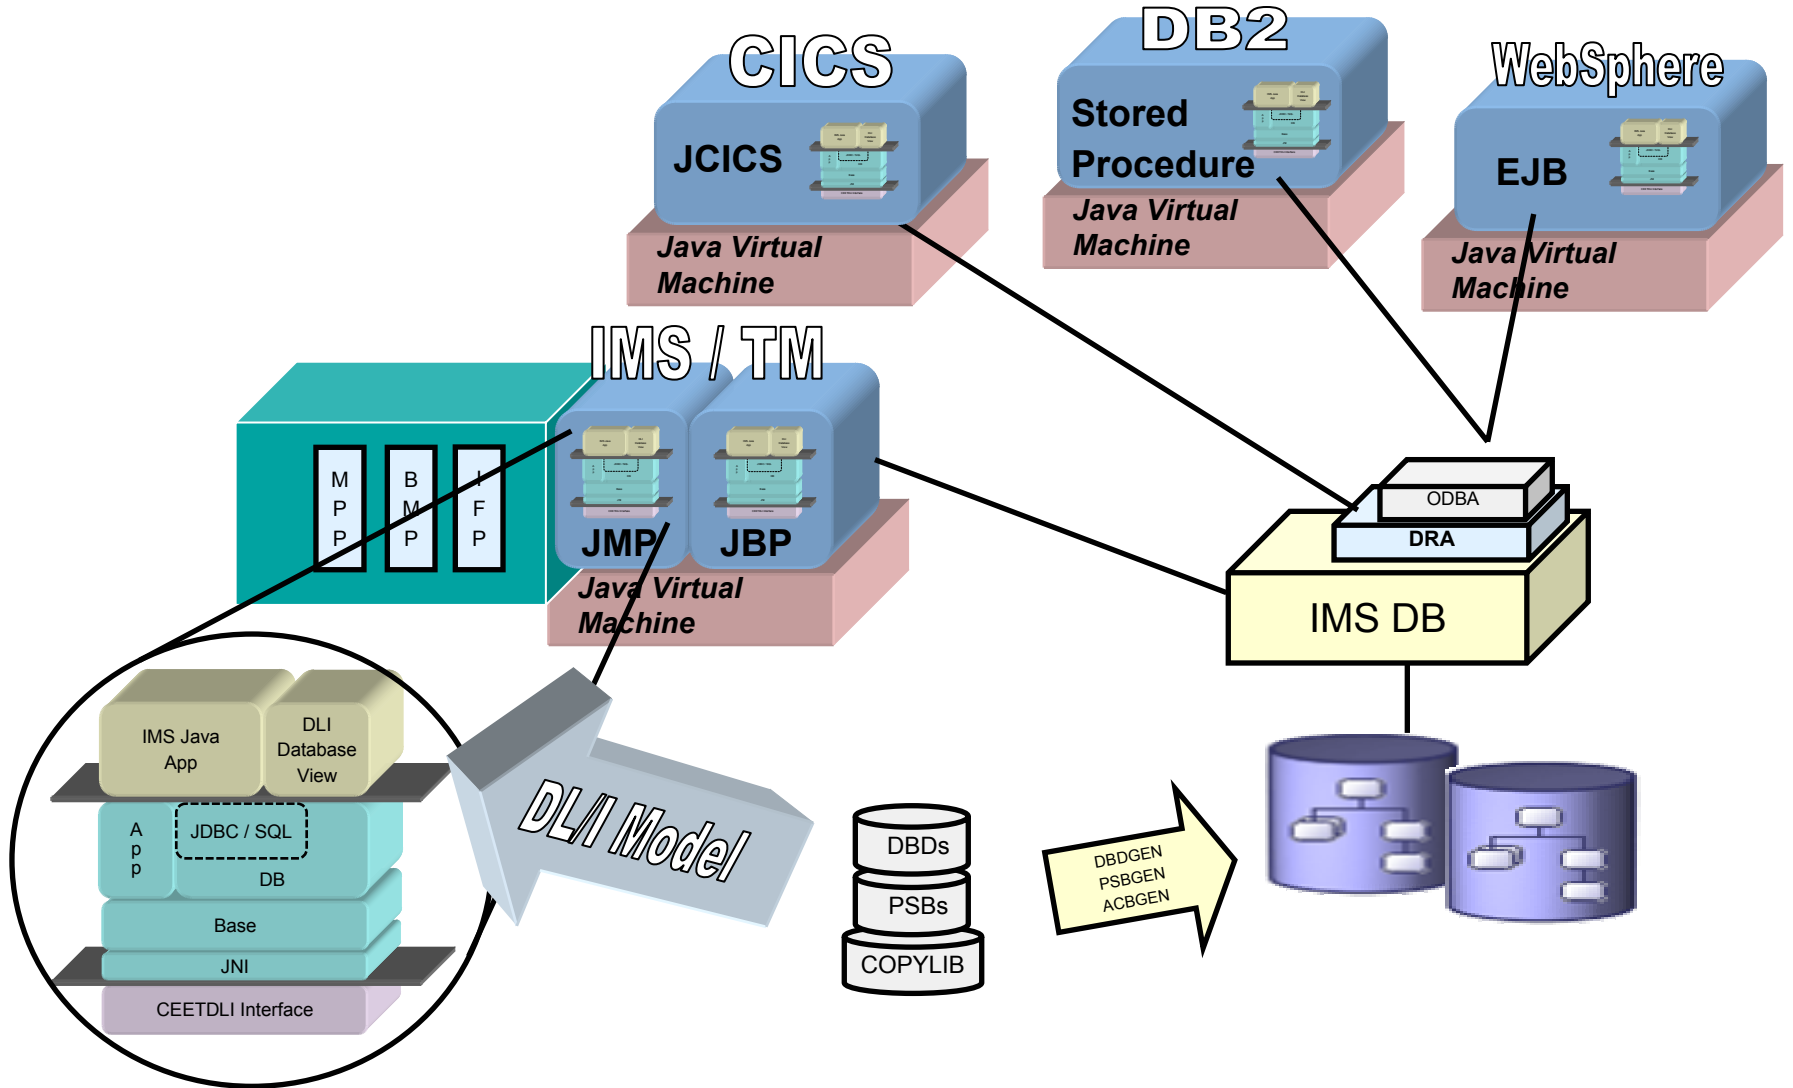 CICS
JCICS
Java Virtual
Machine
DB2
Stored
Procedure
Java Virtual
Machine
WebSphere
EJB
Java Virtual
Machine
IMS / TM
M
P
P
B
M
P
I
F
P
JMP
JBP
Java Virtual
Machine
ODBA
DRA
IMS DB
IMS Java
App
DLI
Database
View
A
p
p
JDBC / SQL
DB
Base
JNI
CEETDLI Interface
DL/I Model
DBDs
PSBs
COPYLIB
DBDGEN
PSBGEN
ACBGEN